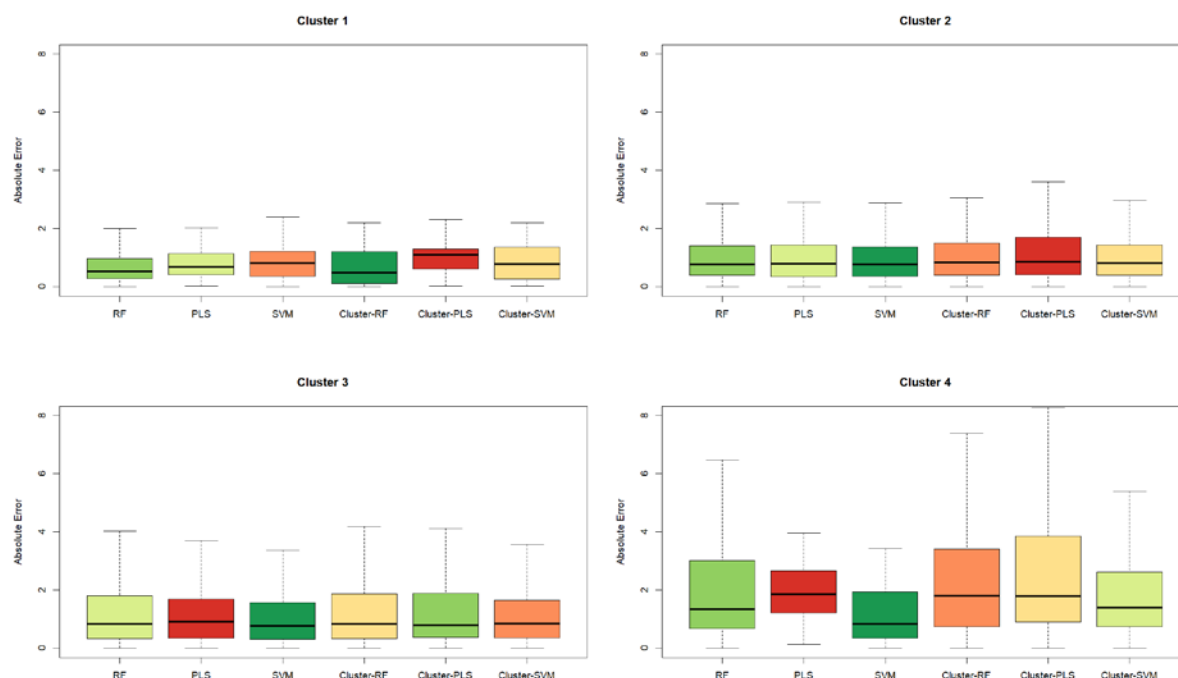 Cluster 1
Absolute Error
8
6
4
2
0
RF PLS SVM Cluster-RF Cluster-PLS Cluster-SVM
Cluster 2
Absolute Error
8
6
4
2
0
RF PLS SVM Cluster-RF Cluster-PLS Cluster-SVM
Cluster 3
Absolute Error
8
6
4
2
0
RF PLS SVM Cluster-RF Cluster-PLS Cluster-SVM
Cluster 4
Absolute Error
8
6
4
2
0
RF PLS SVM Cluster-RF Cluster-PLS Cluster-SVM